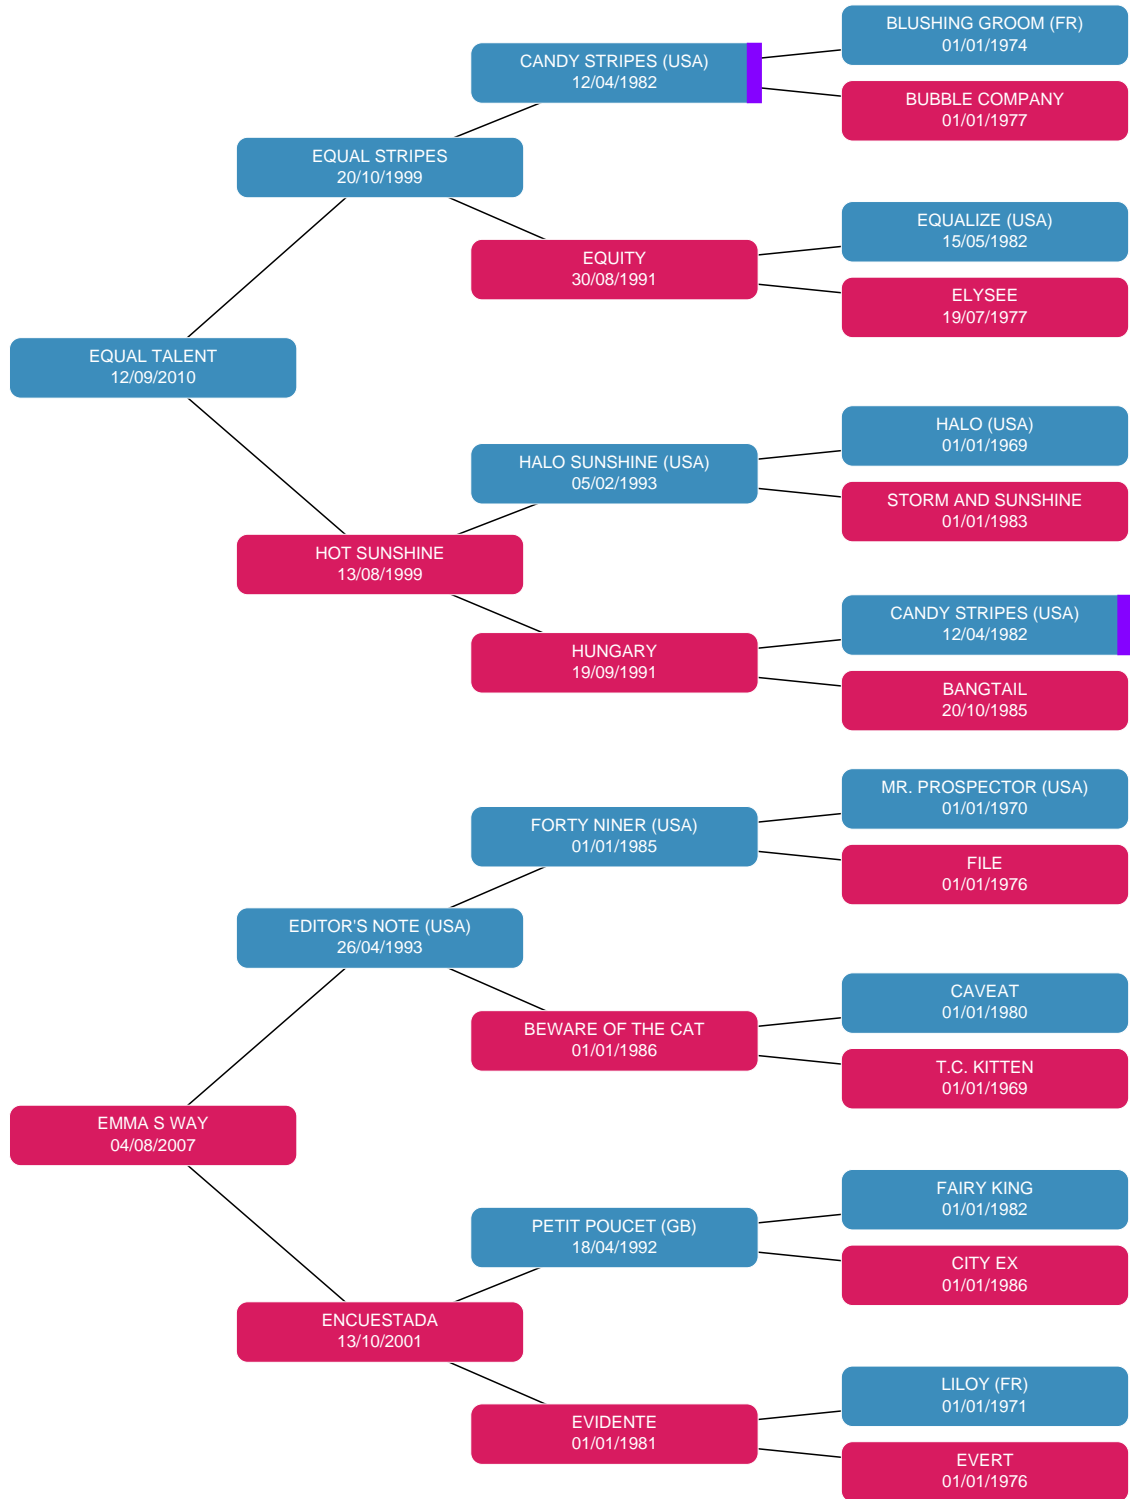 BLUSHING GROOM (FR)
01/01/1974
CANDY STRIPES (USA)
12/04/1982
BUBBLE COMPANY
01/01/1977
EQUAL STRIPES
20/10/1999
EQUALIZE (USA)
15/05/1982
EQUITY
30/08/1991
ELYSEE
19/07/1977
EQUAL TALENT
12/09/2010
HALO (USA)
01/01/1969
HALO SUNSHINE (USA)
05/02/1993
STORM AND SUNSHINE
01/01/1983
HOT SUNSHINE
13/08/1999
CANDY STRIPES (USA)
12/04/1982
HUNGARY
19/09/1991
BANGTAIL
20/10/1985
MR. PROSPECTOR (USA)
01/01/1970
FORTY NINER (USA)
01/01/1985
FILE
01/01/1976
EDITOR'S NOTE (USA)
26/04/1993
CAVEAT
01/01/1980
BEWARE OF THE CAT
01/01/1986
T.C. KITTEN
01/01/1969
EMMA S WAY
04/08/2007
FAIRY KING
01/01/1982
PETIT POUCET (GB)
18/04/1992
CITY EX
01/01/1986
ENCUESTADA
13/10/2001
LILOY (FR)
01/01/1971
EVIDENTE
01/01/1981
EVERT
01/01/1976